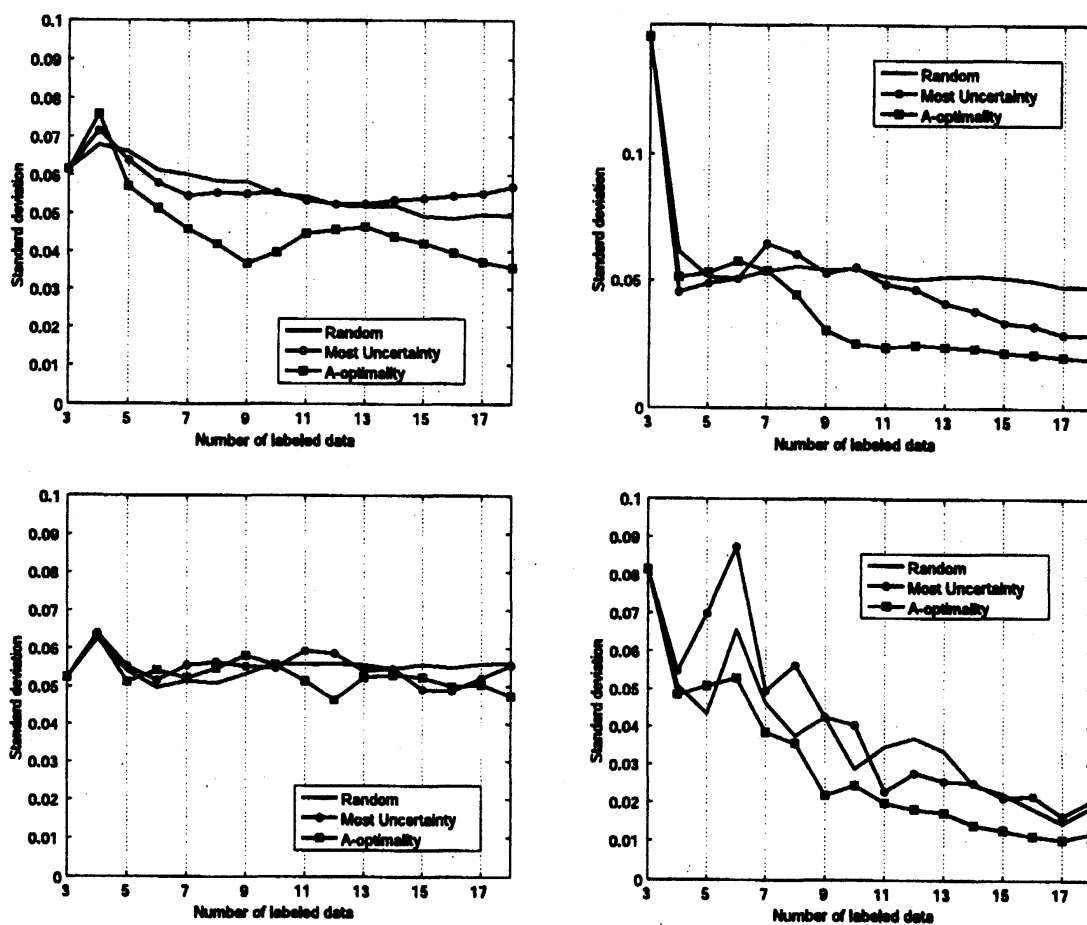 0.1
0.09
0.08
0.07
0.06
0.05
0.04
0.03
0.02
0.01
0
Standard deviation
Random
Most Uncertainty
A-optimality
3 5 7 9 11 13 15 17
Number of labeled data
0.1
0.05
0
Standard deviation
Random
Most Uncertainty
A-optimality
3 5 7 9 11 13 15 17
Number of labeled data
0.1
0.09
0.08
0.07
0.06
0.05
0.04
0.03
0.02
0.01
0
Standard deviation
Random
Most Uncertainty
A-optimality
3 5 7 9 11 13 15 17
Number of labeled data
0.1
0.09
0.08
0.07
0.06
0.05
0.04
0.03
0.02
0.01
0
Standard deviation
Random
Most Uncertainty
A-optimality
3 5 7 9 11 13 15 17
Number of labeled data